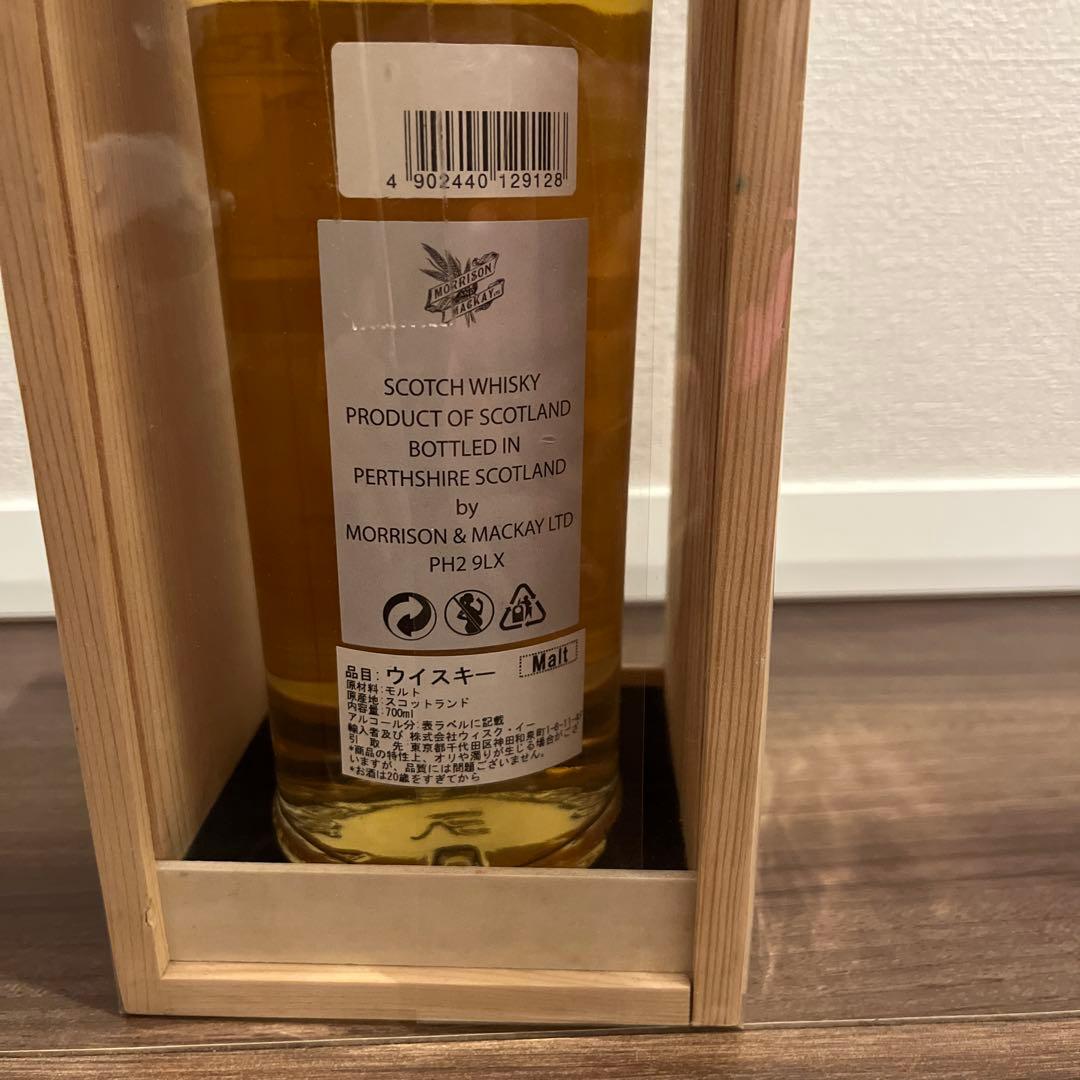 4 902440 129128
MORRISON
AND
MACKAY LTD
SCOTCH WHISKY
PRODUCT OF SCOTLAND
BOTTLED IN
PERTHSHIRE SCOTLAND
by
MORRISON & MACKAY LTD
PH2 9LX
Malt
品目: ウイスキー
原材料:モルト
原産地:スコットランド
内容量:700ml
アルコール分:表ラベルに記載
輸入者及び 株式会社ウィスク・イー
引 取 先:東京都千代田区神田和泉町1-8-11-4F
*商品の特性上、オリや濁りが生じる場合がござ
いますが、品質には問題ございません。
*お酒は20歳をすぎてから